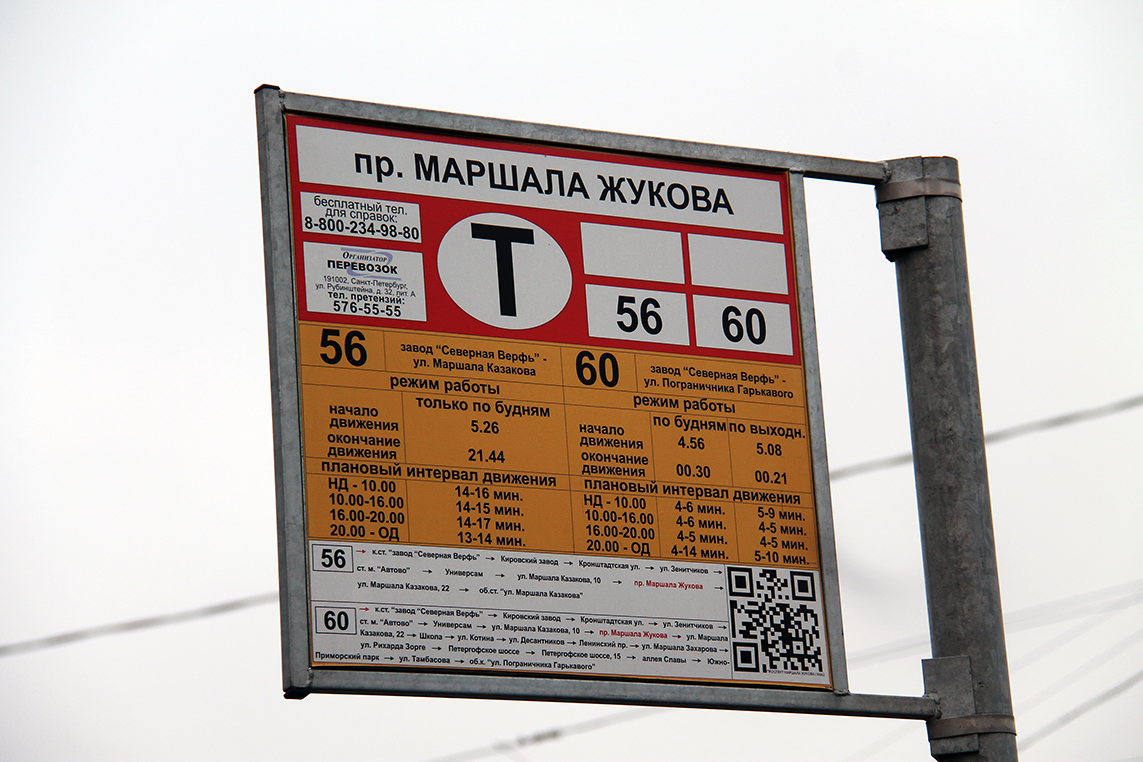 пр. МАРШАЛА ЖУКОВА
бесплатный тел.
для справок:
8-800-234-98-80
ОРГАНИЗАТОР
ПЕРЕВОЗОК
191002, Санкт-Петербург,
ул. Рубинштейна, д. 32, лит. А
тел. претензий:
576-55-55
Т
56 60
56
завод "Северная Верфь" -
ул. Маршала Казакова
режим работы
только по будням
начало
движения
5.26
окончание
движения
21.44
плановый интервал движения
НД - 10.00 14-16 мин.
10.00-16.00 14-15 мин.
16.00-20.00 14-17 мин.
20.00 - ОД 13-14 мин.
60
завод "Северная Верфь" -
ул. Пограничника Гарькавого
режим работы
по будням по выходн.
начало
движения
4.56 5.08
окончание
движения
00.30 00.21
плановый интервал движения
НД - 10.00 4-6 мин. 5-9 мин.
10.00-16.00 4-6 мин. 4-5 мин.
16.00-20.00 4-5 мин. 4-5 мин.
20.00 - ОД 4-14 мин. 5-10 мин.
56 → к.ст. "завод "Северная Верфь" → Кировский завод → Кронштадтская ул. → ул. Зенитчиков →
ст. м. "Автово" → Универсам → ул. Маршала Казакова, 10 → пр. Маршала Жукова →
ул. Маршала Казакова, 22 → об.ст. "ул. Маршала Казакова"
60 → к.ст. "завод "Северная Верфь" → Кировский завод → Кронштадтская ул. → ул. Зенитчиков →
ст. м. "Автово" → Универсам → ул. Маршала Казакова, 10 → пр. Маршала Жукова → ул. Маршала
Казакова, 22 → Школа → ул. Котина → ул. Десантников → Ленинский пр. → ул. Маршала Захарова →
ул. Рихарда Зорге → Петергофское шоссе → Петергофское шоссе, 15 → аллея Славы → Южно-
Приморский парк → ул. Тамбасова → об.к. "ул. Пограничника Гарькавого"